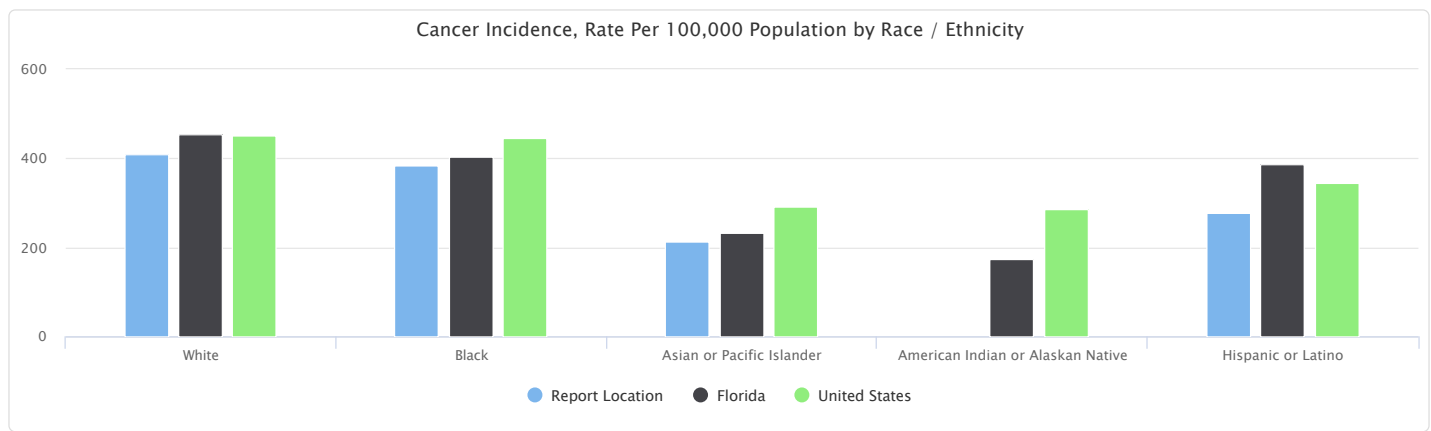 Cancer Incidence, Rate Per 100,000 Population by Race / Ethnicity
600
400
200
0
White
Black
Asian or Pacific Islander
American Indian or Alaskan Native
Hispanic or Latino
Report Location
Florida
United States